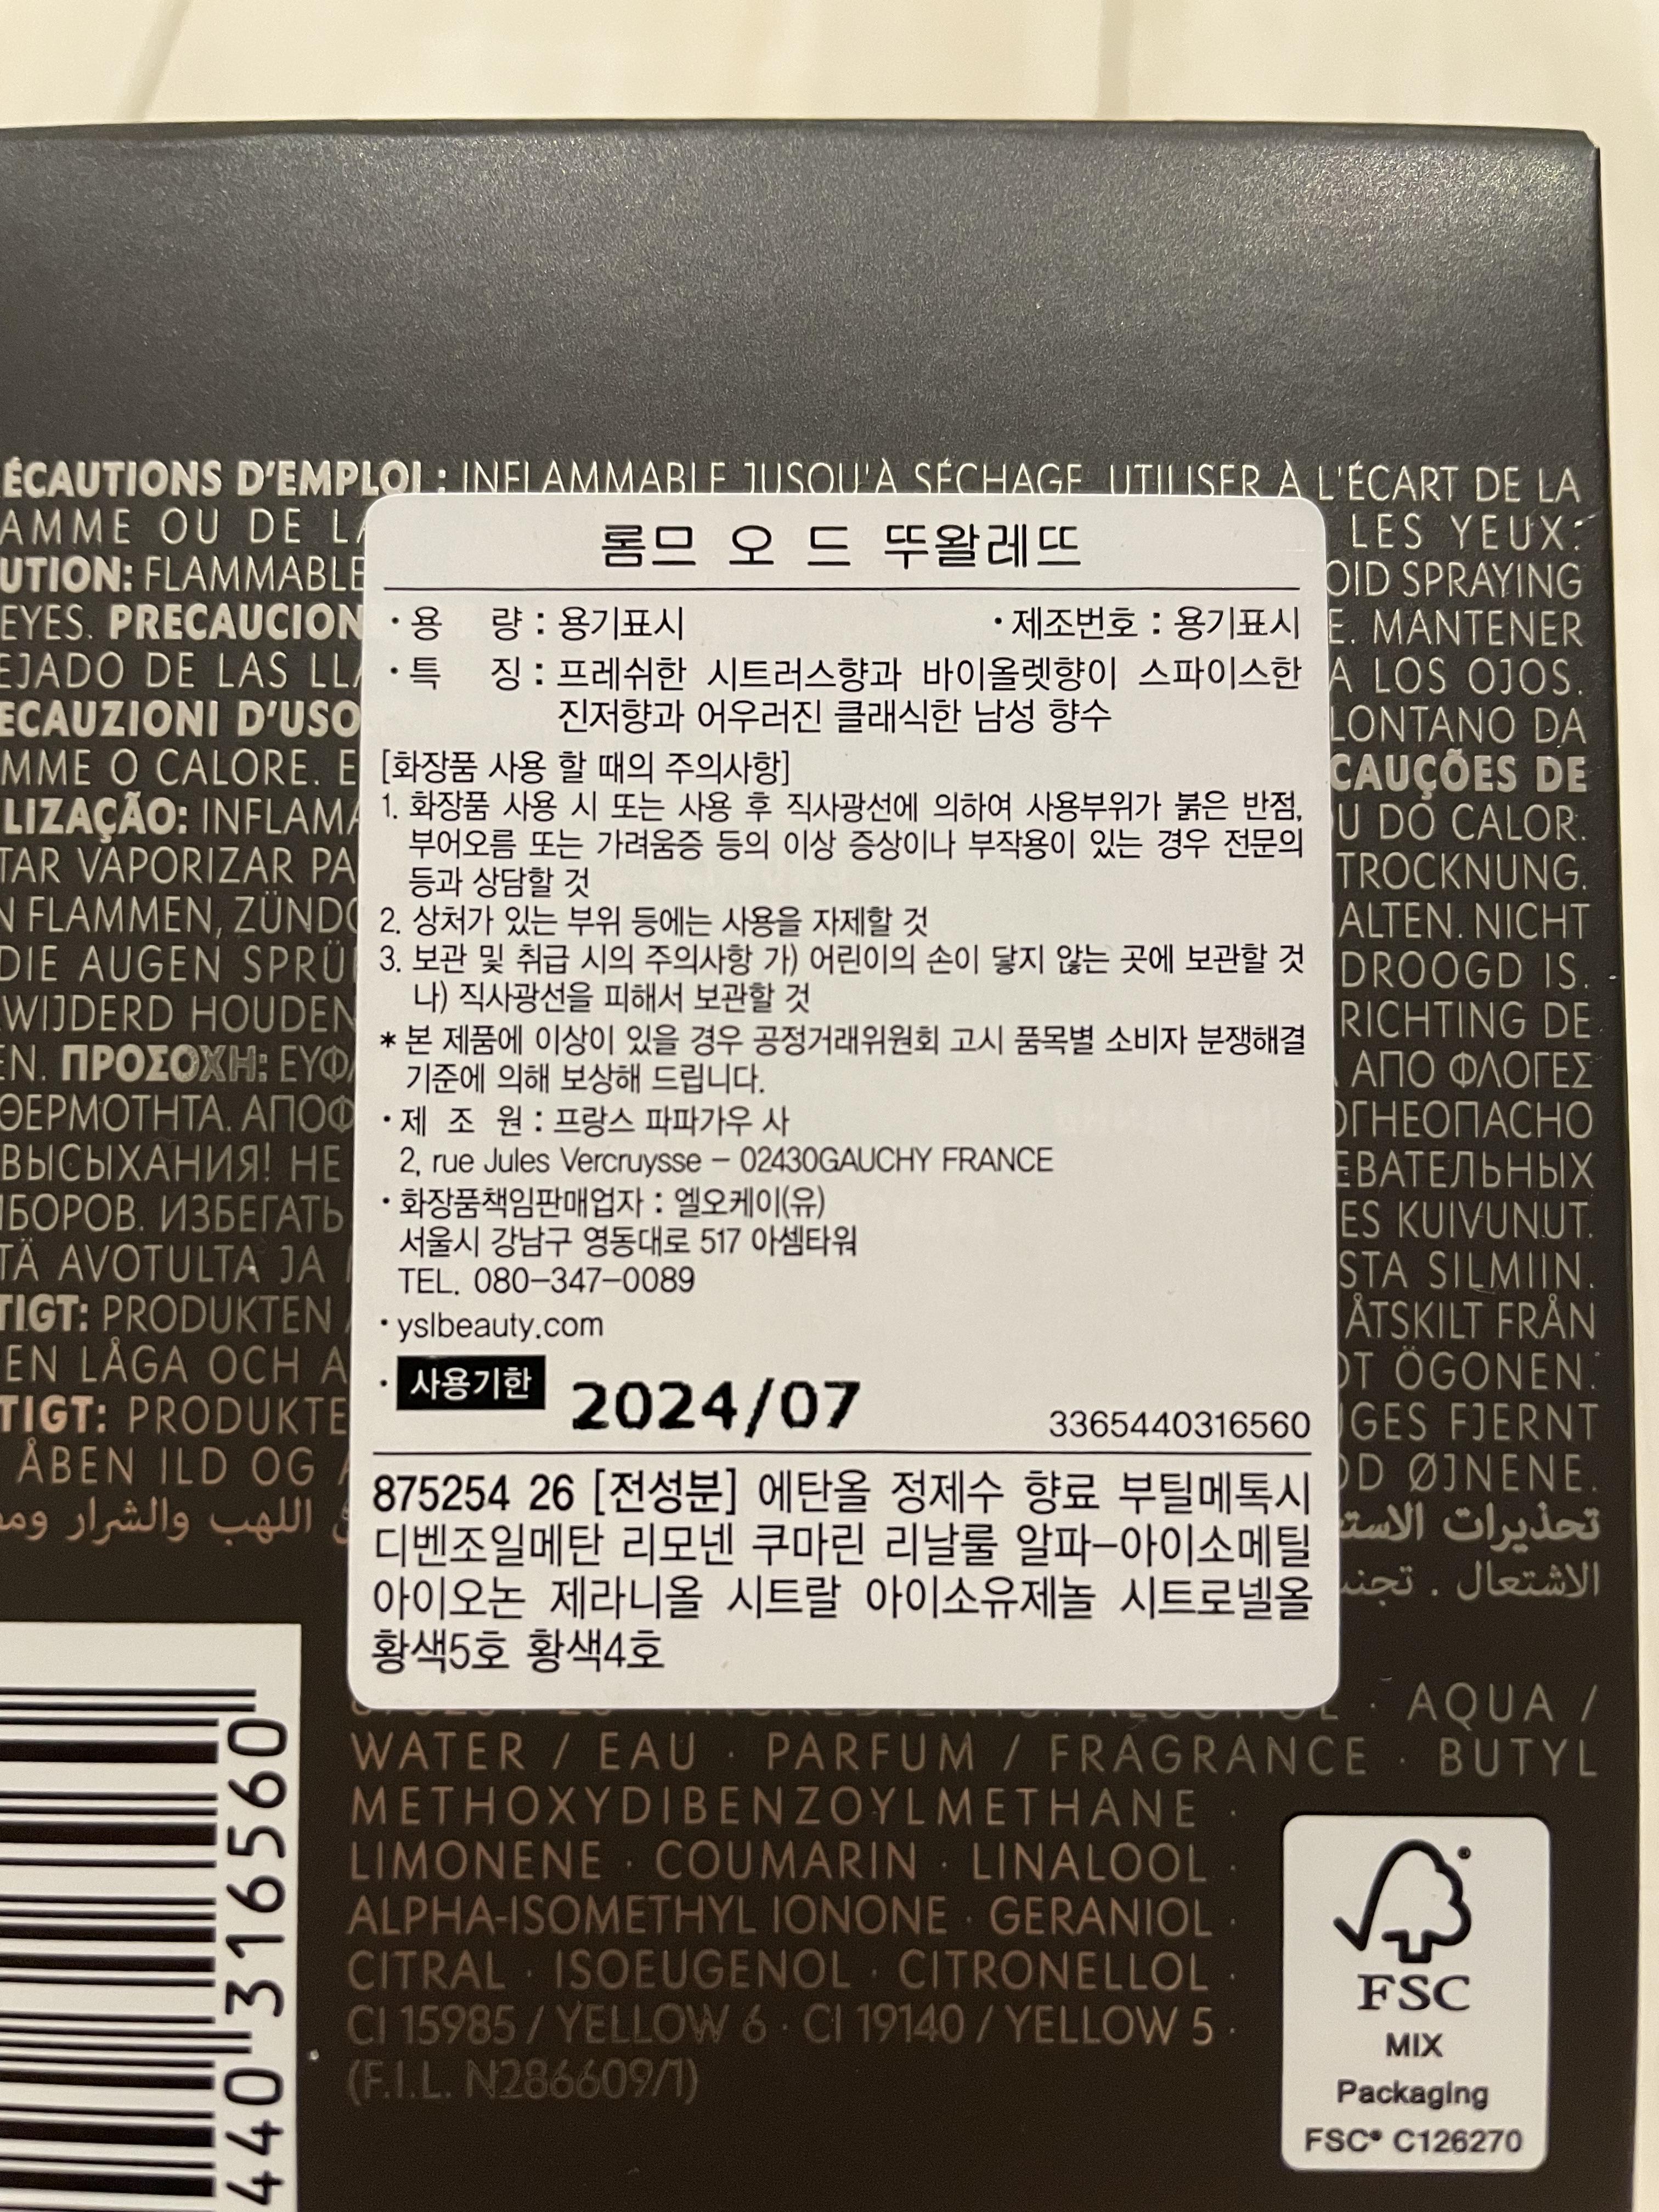 ÉCAUTIONS D'EMPLOI : INFLAMMABLE JUSQU'À SÉCHAGE. UTILISER À L'ÉCART DE LA
AMME OU DE LA
LES YEUX.
UTION: FLAMMABLE
OID SPRAYING
EYES. PRECAUCION
E. MANTENER
EJADO DE LAS LLA
A LOS OJOS.
ECAUZIONI D'USO
LONTANO DA
MME O CALORE. E
CAUÇÕES DE
LIZAÇÃO: INFLAMA
U DO CALOR.
TAR VAPORIZAR PA
TROCKNUNG.
N FLAMMEN, ZÜNDQ
ALTEN. NICHT
DIE AUGEN SPRÜ
DROOGD IS.
WIJDERD HOUDEN
RICHTING DE
EN. ΠΡΟΣΟΧΗ: ΕΥΦ
ΑΠΟ ΦΛΟΓΕΣ
ΘΕΡΜΟΤΗΤΑ. ΑΠΟΦ
ОГНЕОПАСНО
ВЫСЫХАНИЯ! НЕ
ЕВАТЕЛЬНЫХ
ИБОРОВ. ИЗБЕГАТЬ
ES KUIVUNUT.
TÄ AVOTULTA JA
STA SILMIIN.
TIGT: PRODUKTEN
ÅTSKILT FRÅN
EN LÅGA OCH A
OT ÖGONEN.
TIGT: PRODUKTE
GES FJERNT
ÅBEN ILD OG
OD ØJNENE.
اللهب والشرار ومص
تحذيرات الاست
الاشتعال . تجنب
롬므 오 드 뚜왈레뜨
· 용 량 : 용기표시 · 제조번호 : 용기표시
· 특 징 : 프레쉬한 시트러스향과 바이올렛향이 스파이스한
진저향과 어우러진 클래식한 남성 향수
[화장품 사용 할 때의 주의사항]
1. 화장품 사용 시 또는 사용 후 직사광선에 의하여 사용부위가 붉은 반점,
부어오름 또는 가려움증 등의 이상 증상이나 부작용이 있는 경우 전문의
등과 상담할 것
2. 상처가 있는 부위 등에는 사용을 자제할 것
3. 보관 및 취급 시의 주의사항 가) 어린이의 손이 닿지 않는 곳에 보관할 것
나) 직사광선을 피해서 보관할 것
* 본 제품에 이상이 있을 경우 공정거래위원회 고시 품목별 소비자 분쟁해결
기준에 의해 보상해 드립니다.
· 제 조 원 : 프랑스 파파가우 사
2, rue Jules Vercruysse – 02430GAUCHY FRANCE
· 화장품책임판매업자 : 엘오케이(유)
서울시 강남구 영동대로 517 아셈타워
TEL. 080-347-0089
· yslbeauty.com
· 사용기한 2024/07 3365440316560
875254 26 [전성분] 에탄올 정제수 향료 부틸메톡시
디벤조일메탄 리모넨 쿠마린 리날룰 알파-아이소메틸
아이오논 제라니올 시트랄 아이소유제놀 시트로넬올
황색5호 황색4호
875254 26 INGREDIENTS: ALCOHOL · AQUA /
WATER / EAU · PARFUM / FRAGRANCE · BUTYL
METHOXYDIBENZOYLMETHANE ·
LIMONENE · COUMARIN · LINALOOL ·
ALPHA-ISOMETHYL IONONE · GERANIOL ·
CITRAL · ISOEUGENOL · CITRONELLOL ·
CI 15985 / YELLOW 6 · CI 19140 / YELLOW 5 ·
(F.I.L. N286609/1)
440 316560
FSC
MIX
Packaging
FSC® C126270